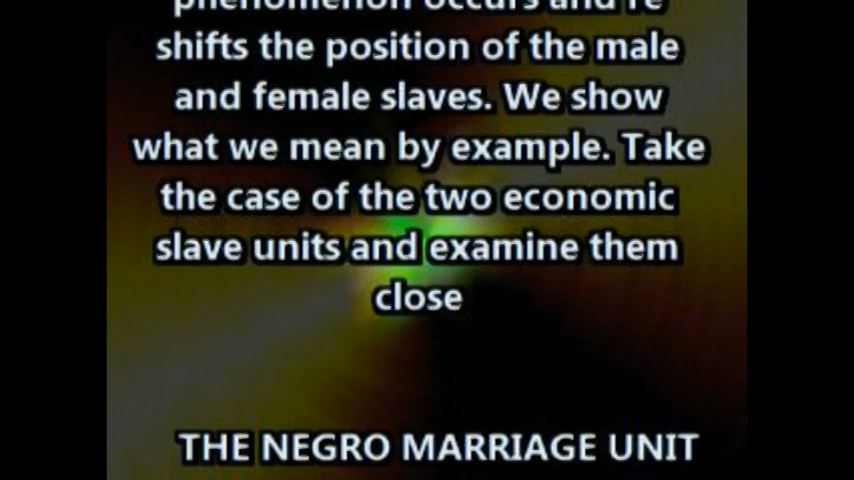 phenomenon occurs and re
shifts the position of the male
and female slaves. We show
what we mean by example. Take
the case of the two economic
slave units and examine them
close
THE NEGRO MARRIAGE UNIT